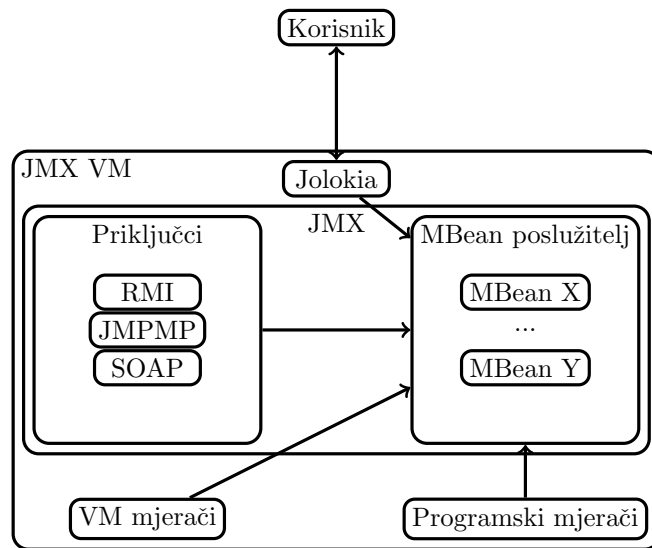 Korisnik
JMX VM
Jolokia
JMX
Priključci
MBean poslužitelj
RMI
JMPMP
SOAP
MBean X
...
MBean Y
VM mjerači
Programski mjerači